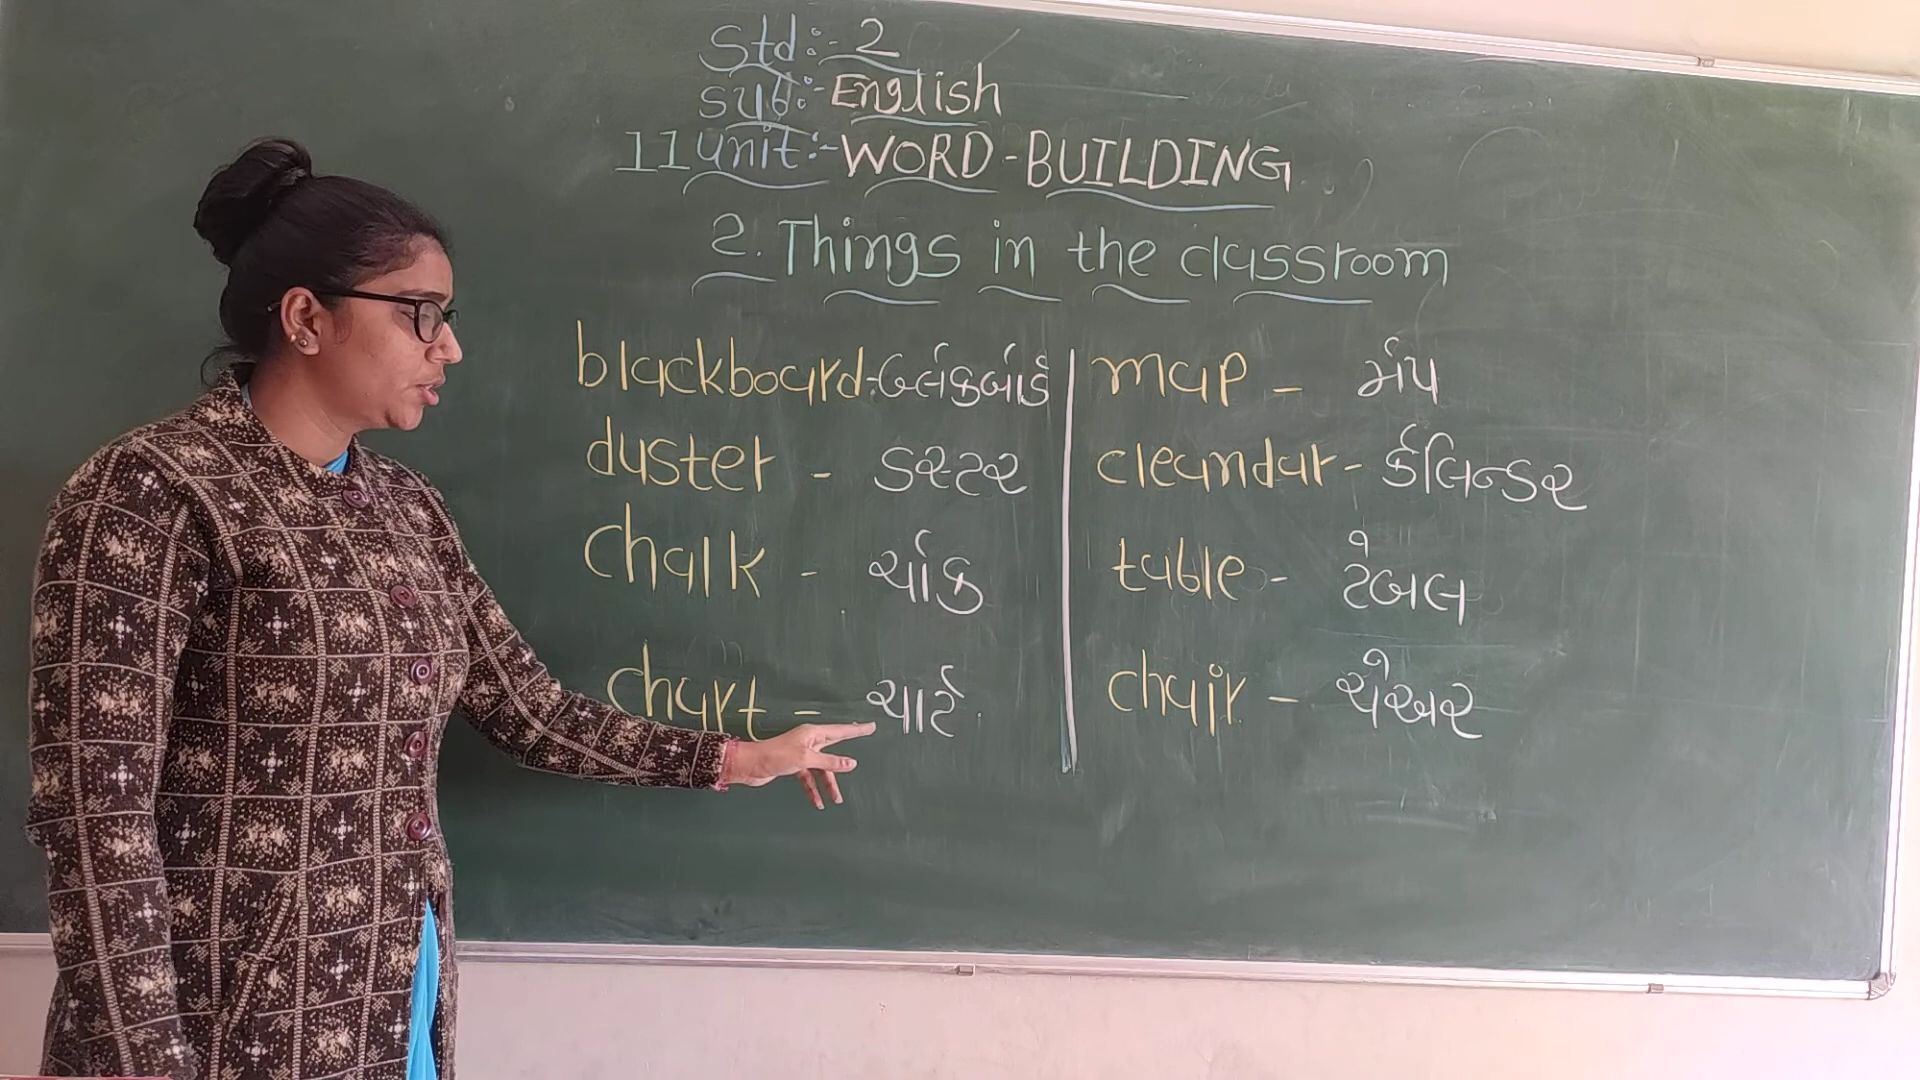 Std:- 2
sub:- English
11 unit:- WORD-BUILDING
2. Things in the classroom
blackboard - બ્લેકબોર્ડ
duster - ડસ્ટર
chalk - ચૉક
chart - ચાર્ટ
map - મૅપ
cleandar - કૅલિન્ડર
table - ટેબલ
chair - ચેઅર